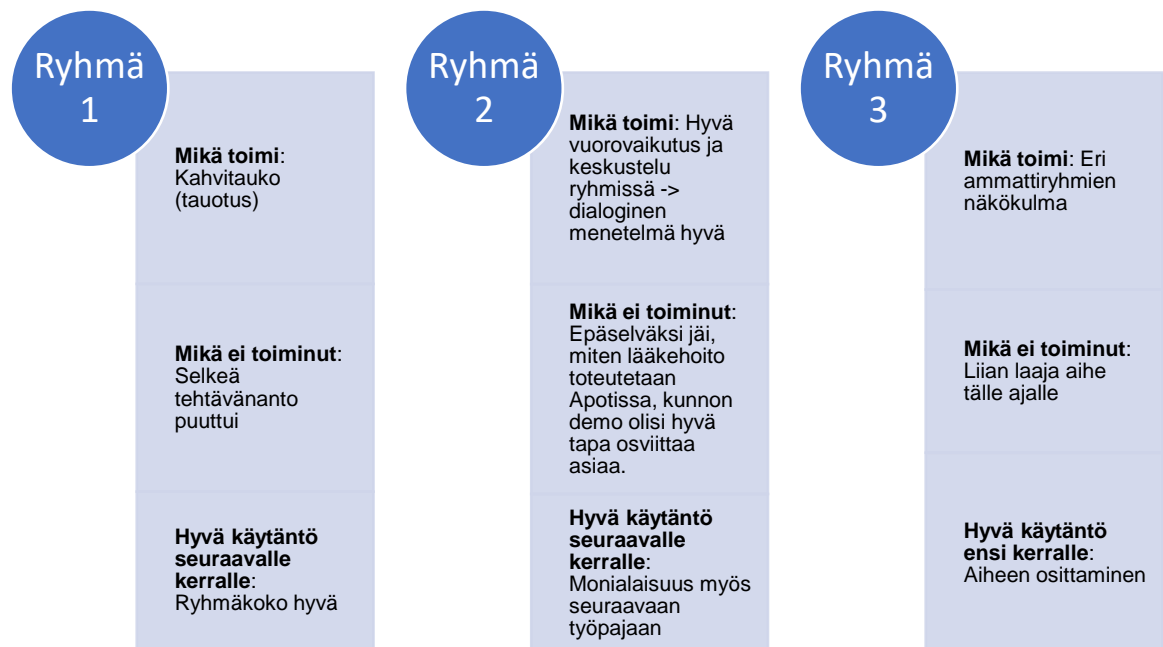 Ryhmä
1
Mikä toimi:
Kahvitauko
(tauotus)
Mikä ei toiminut:
Selkeä
tehtävänanto
puuttui
Hyvä käytäntö
seuraavalle
kerralle:
Ryhmäkoko hyvä
Ryhmä
2
Mikä toimi: Hyvä
vuorovaikutus ja
keskustelu
ryhmissä ->
dialoginen
menetelmä hyvä
Mikä ei toiminut:
Epäselväksi jäi,
miten lääkehoito
toteutetaan
Apotissa, kunnon
demo olisi hyvä
tapa osviittaa
asiaa.
Hyvä käytäntö
seuraavalle
kerralle:
Monialaisuus myös
seuraavaan
työpajaan
Ryhmä
3
Mikä toimi: Eri
ammattiryhmien
näkökulma
Mikä ei toiminut:
Liian laaja aihe
tälle ajalle
Hyvä käytäntö
ensi kerralle:
Aiheen osittaminen